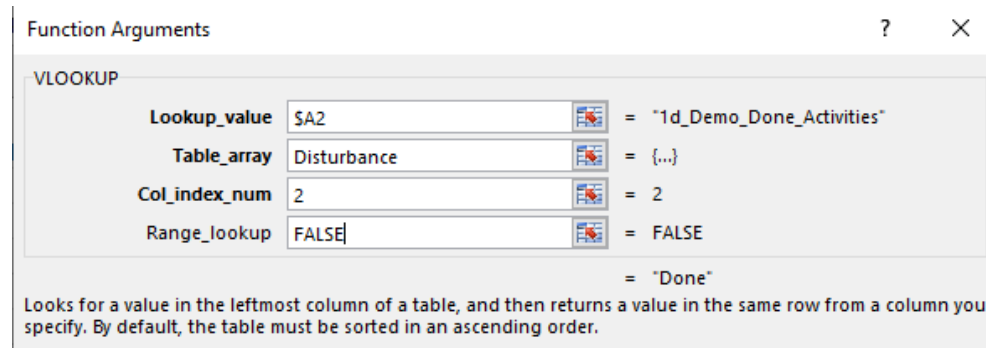 Function Arguments ? ×
VLOOKUP
Lookup_value $A2 = "1d_Demo_Done_Activities"
Table_array Disturbance = {...}
Col_index_num 2 = 2
Range_lookup FALSE = FALSE
= "Done"
Looks for a value in the leftmost column of a table, and then returns a value in the same row from a column you
specify. By default, the table must be sorted in an ascending order.